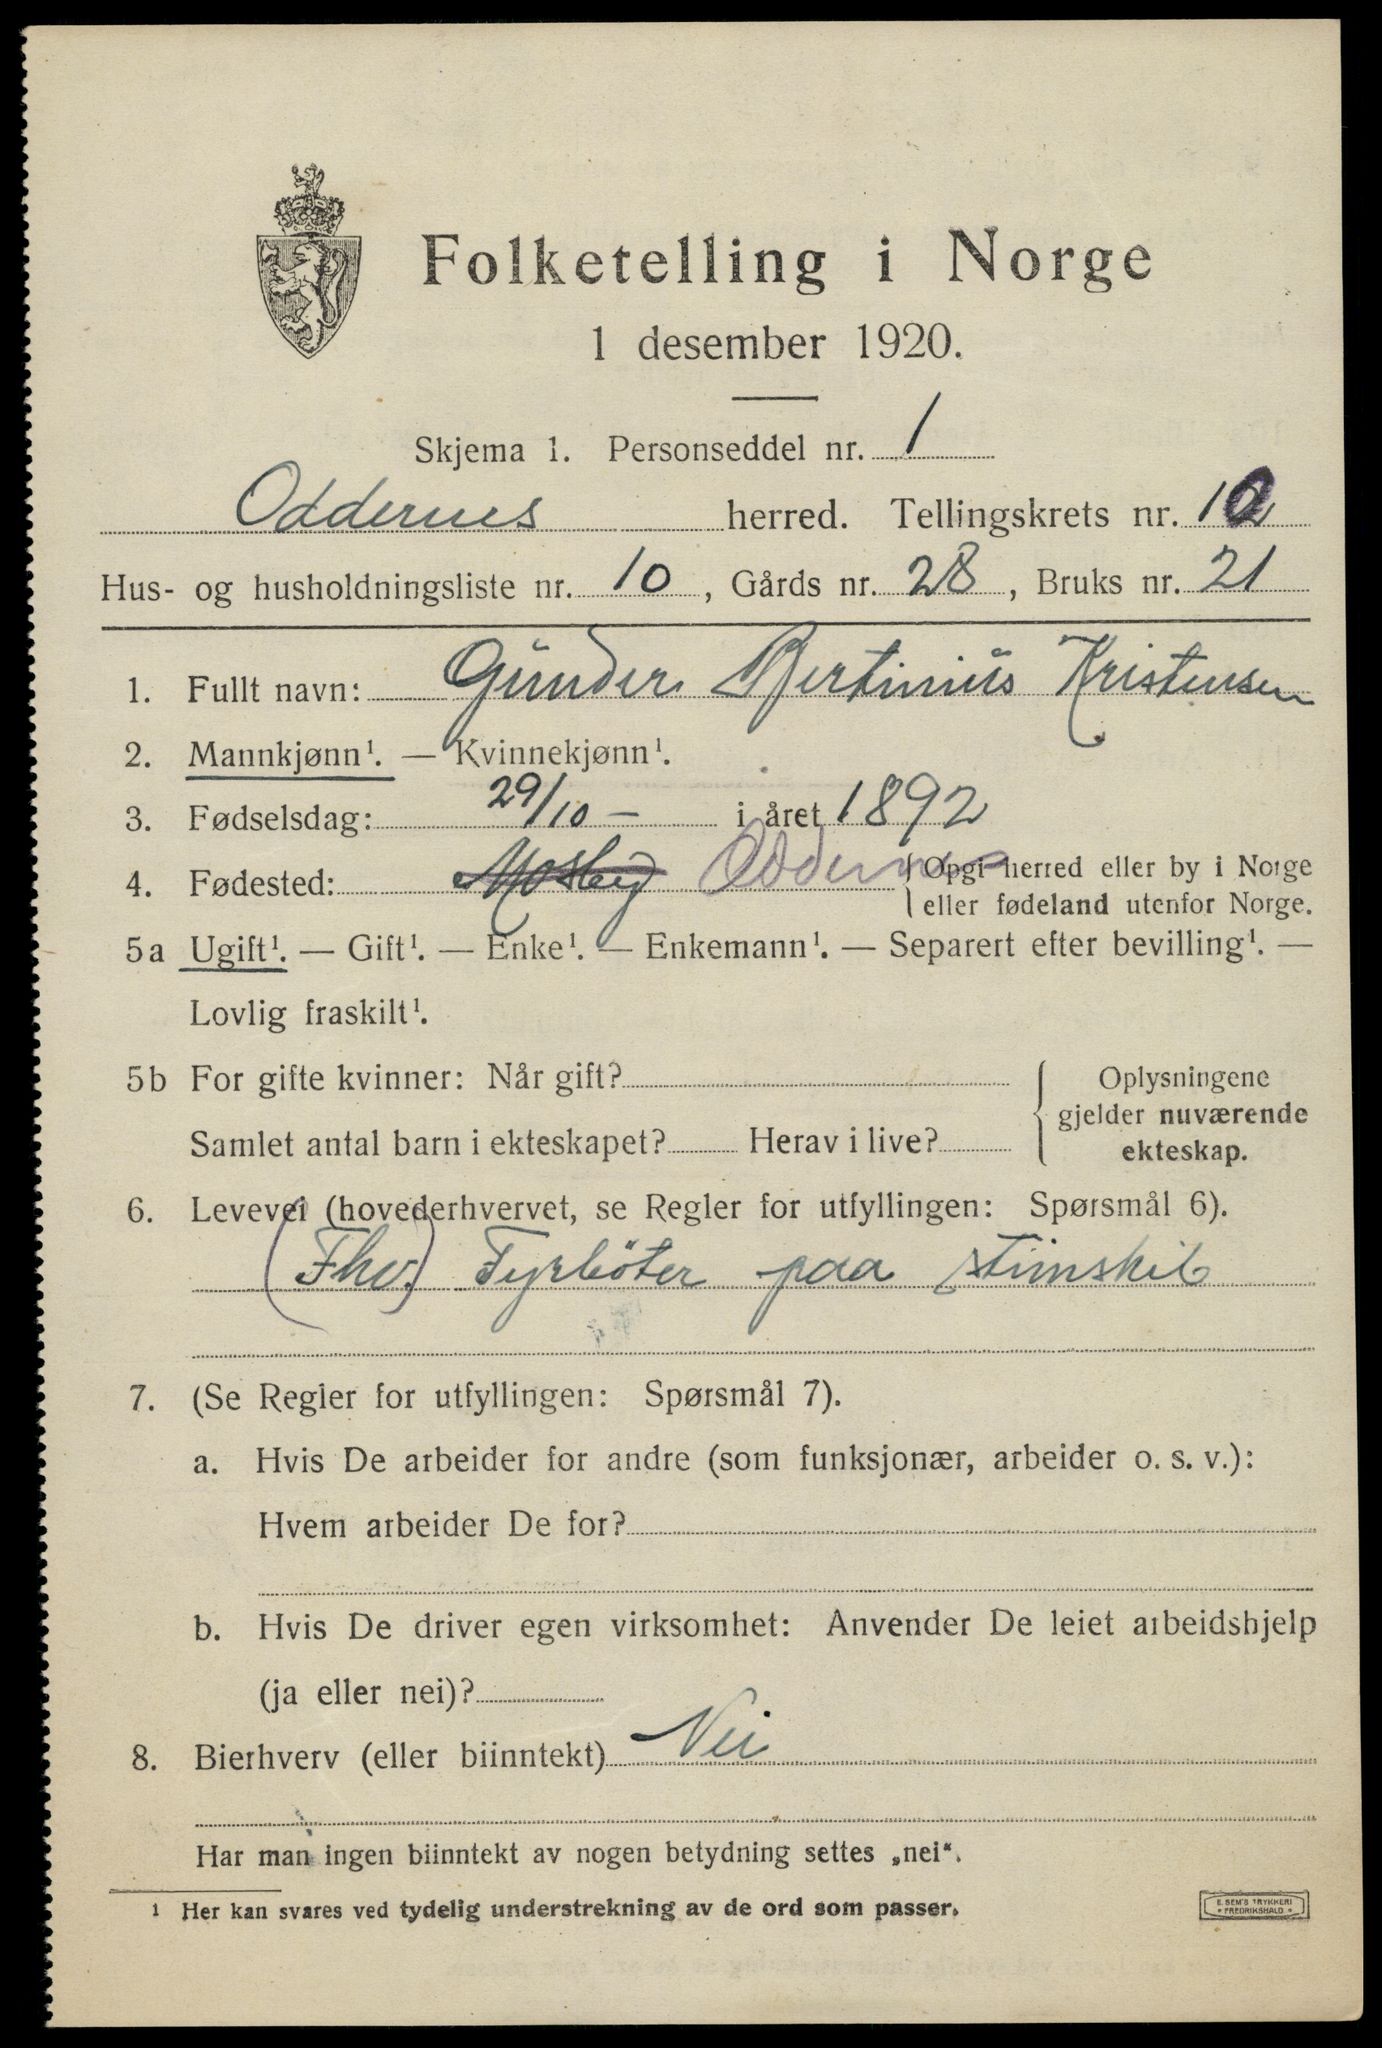 Folketelling i Norge
1 desember 1920.
Skjema 1. Personseddel nr. 1
Oddernes herred. Tellingskrets nr. 10
Hus- og husholdningsliste nr. 10, Gårds nr. 28, Bruks nr. 21
1. Fullt navn: Gunder Bertinius Kristensen
2. Mannkjønn¹. — Kvinnekjønn¹.
3. Fødselsdag: 29/10 - i året 1892
4. Fødested: Mosby Oddernes { Opgi herred eller by i Norge
eller fødeland utenfor Norge.
5a Ugift¹. — Gift¹. — Enke¹. — Enkemann¹. — Separert efter bevilling¹. —
Lovlig fraskilt¹.
5b For gifte kvinner: Når gift?
Samlet antal barn i ekteskapet? Herav i live?
{ Oplysningene
gjelder nuværende
ekteskap.
6. Levevei (hovederhvervet, se Regler for utfyllingen: Spørsmål 6).
(Fhv.) Fyrbøter paa stimskib
7. (Se Regler for utfyllingen: Spørsmål 7).
a. Hvis De arbeider for andre (som funksjonær, arbeider o. s. v.):
Hvem arbeider De for?
b. Hvis De driver egen virksomhet: Anvender De leiet arbeidshjelp
(ja eller nei)?
8. Bierhverv (eller biinntekt) Nei
Har man ingen biinntekt av nogen betydning settes „nei“.
¹ Her kan svares ved tydelig understrekning av de ord som passer.
E. SEM'S TRYKKERI
* FREDRIKSHALD *